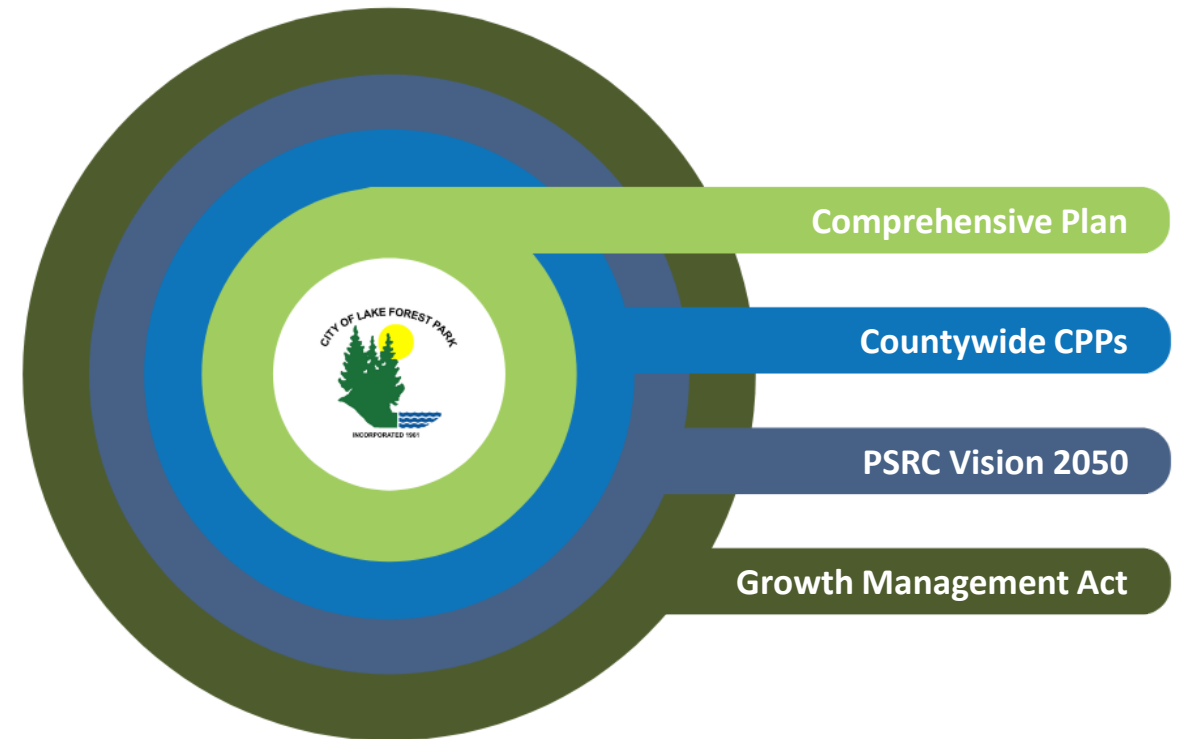 Comprehensive Plan
Countywide CPPs
PSRC Vision 2050
Growth Management Act
CITY OF LAKE FOREST PARK
INCORPORATED 1961